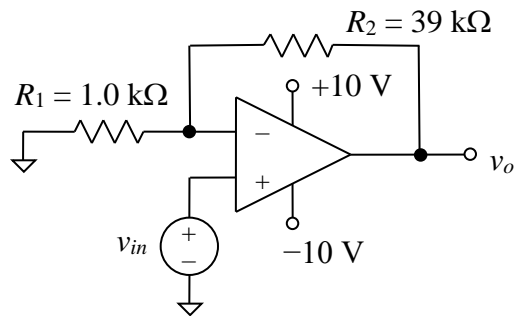 R₂ = 39 kΩ
R₁ = 1.0 kΩ
+10 V
−
+
vₒ
vᵢₙ
+
−
−10 V